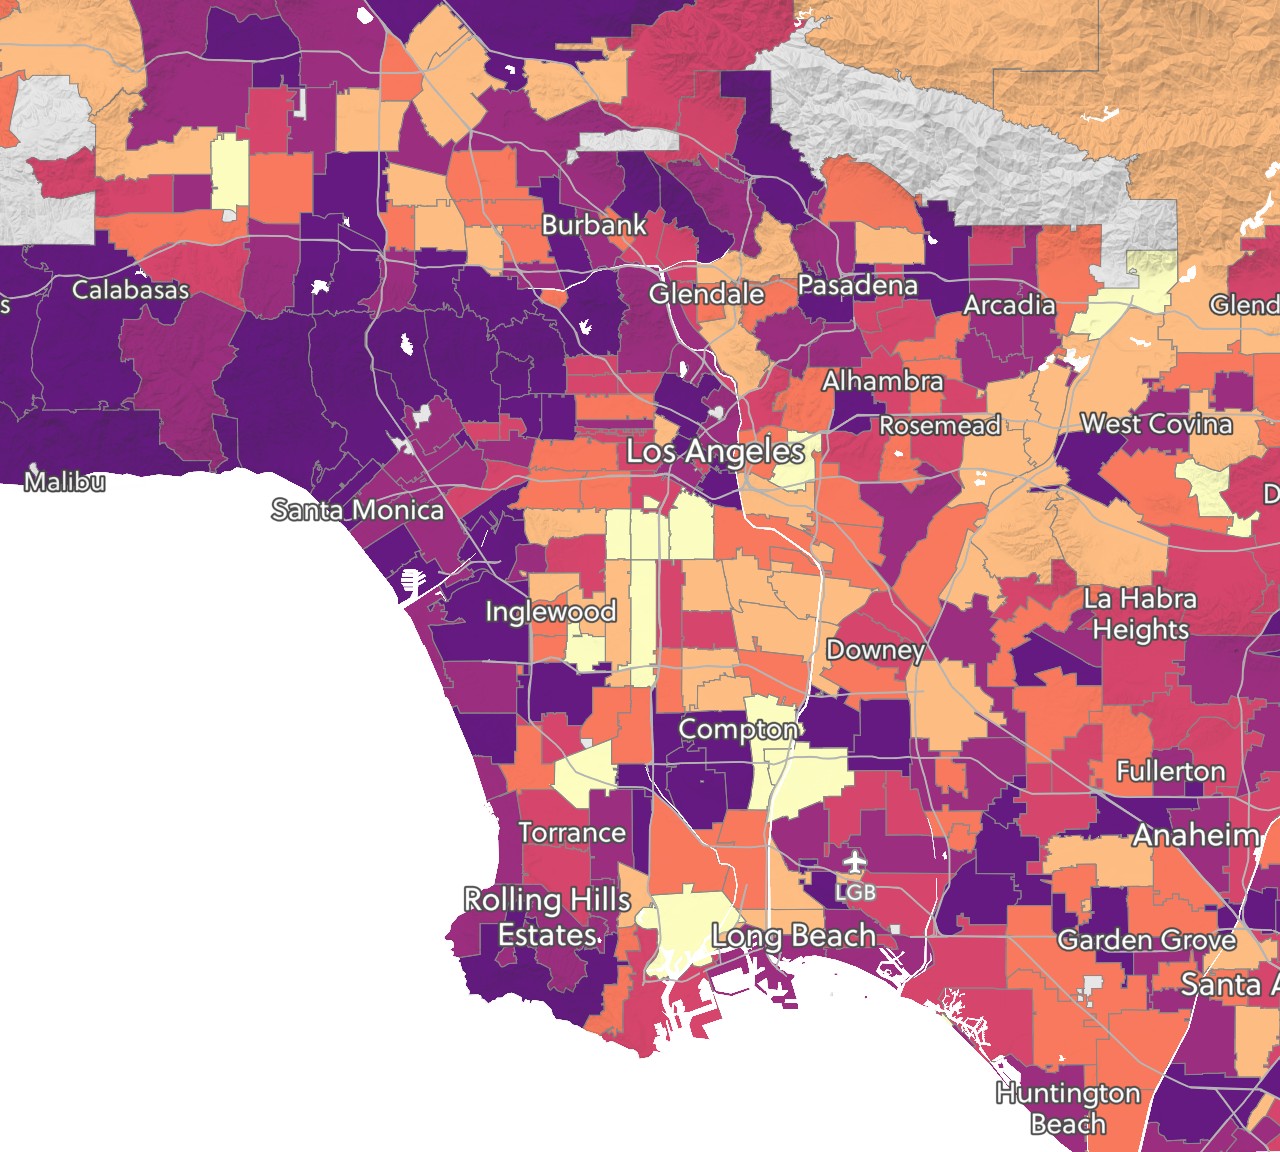 Burbank
Calabasas
s
Glendale
Pasadena
Arcadia
Glend
Alhambra
Rosemead
West Covina
Los Angeles
Malibu
Santa Monica
D
Inglewood
La Habra
Heights
Downey
Compton
Fullerton
Torrance
Anaheim
LGB
Rolling Hills
Estates
Long Beach
Garden Grove
Santa A
Huntington
Beach